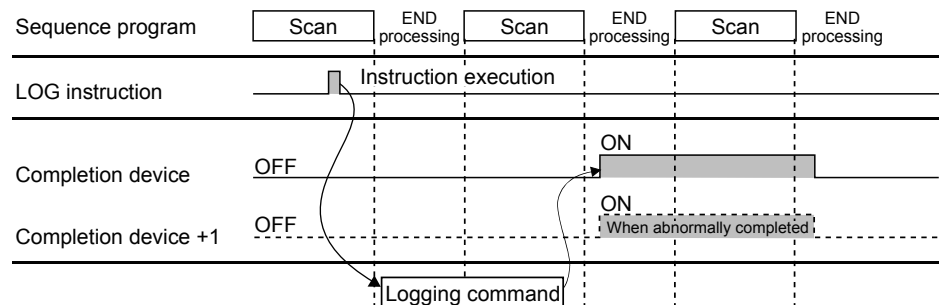 Sequence program
Scan
END
processing
Scan
END
processing
Scan
END
processing
LOG instruction
Instruction execution
Completion device
OFF
ON
Completion device +1
OFF
ON
When abnormally completed
Logging command